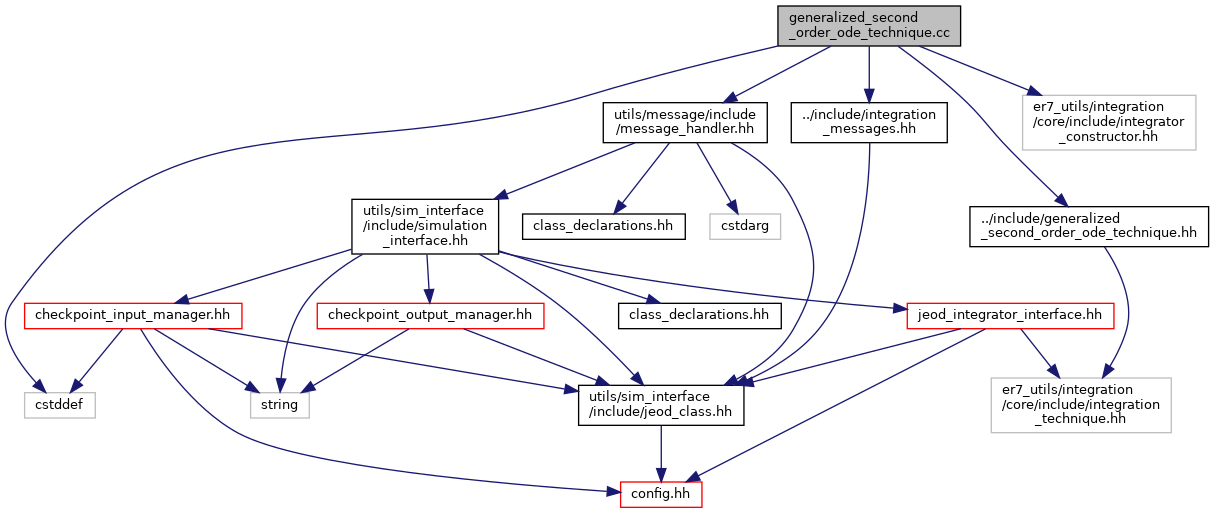 generalized_second
_order_ode_technique.cc
utils/message/include
/message_handler.hh
../include/integration
_messages.hh
er7_utils/integration
/core/include/integrator
_constructor.hh
utils/sim_interface
/include/simulation
_interface.hh
class_declarations.hh
cstdarg
../include/generalized
_second_order_ode_technique.hh
checkpoint_input_manager.hh
checkpoint_output_manager.hh
class_declarations.hh
jeod_integrator_interface.hh
cstddef
string
utils/sim_interface
/include/jeod_class.hh
er7_utils/integration
/core/include/integration
_technique.hh
config.hh